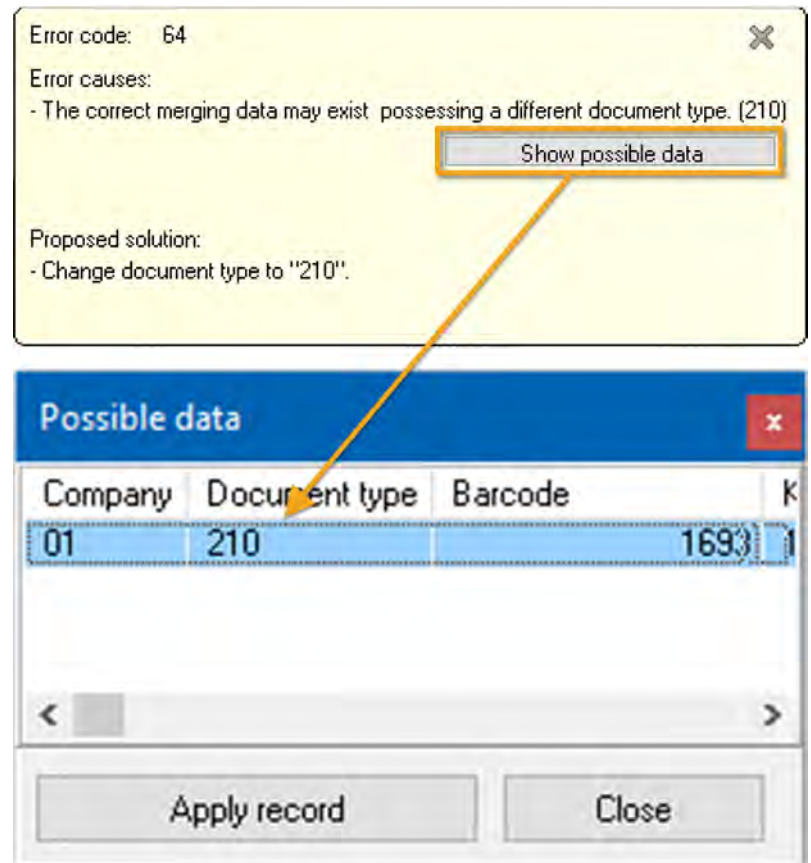 Error code: 64
Error causes:
- The correct merging data may exist possessing a different document type. (210)
Show possible data
Proposed solution:
- Change document type to "210".
Possible data
Company Document type Barcode K
01 210 1693 1
Apply record Close